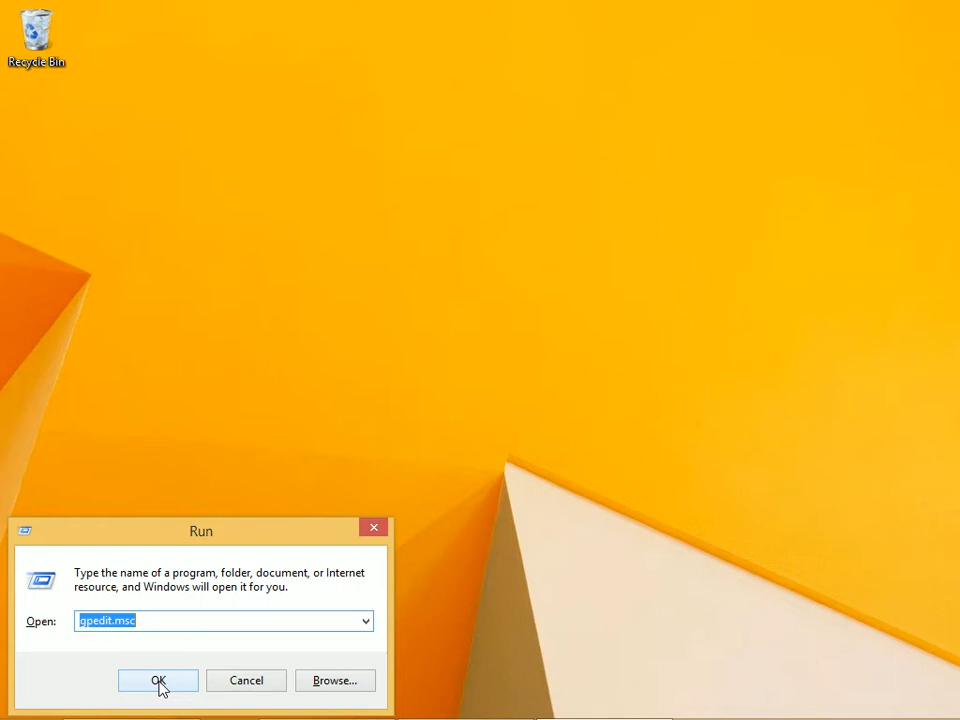 Recycle Bin
Run
Type the name of a program, folder, document, or Internet
resource, and Windows will open it for you.
Open: gpedit.msc
OK Cancel Browse...